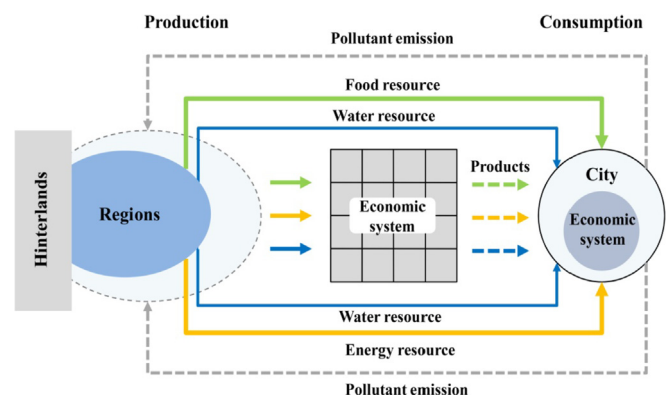 Production
Consumption
Pollutant emission
Food resource
Water resource
Products
Hinterlands
Regions
Economic
system
City
Economic
system
Water resource
Energy resource
Pollutant emission